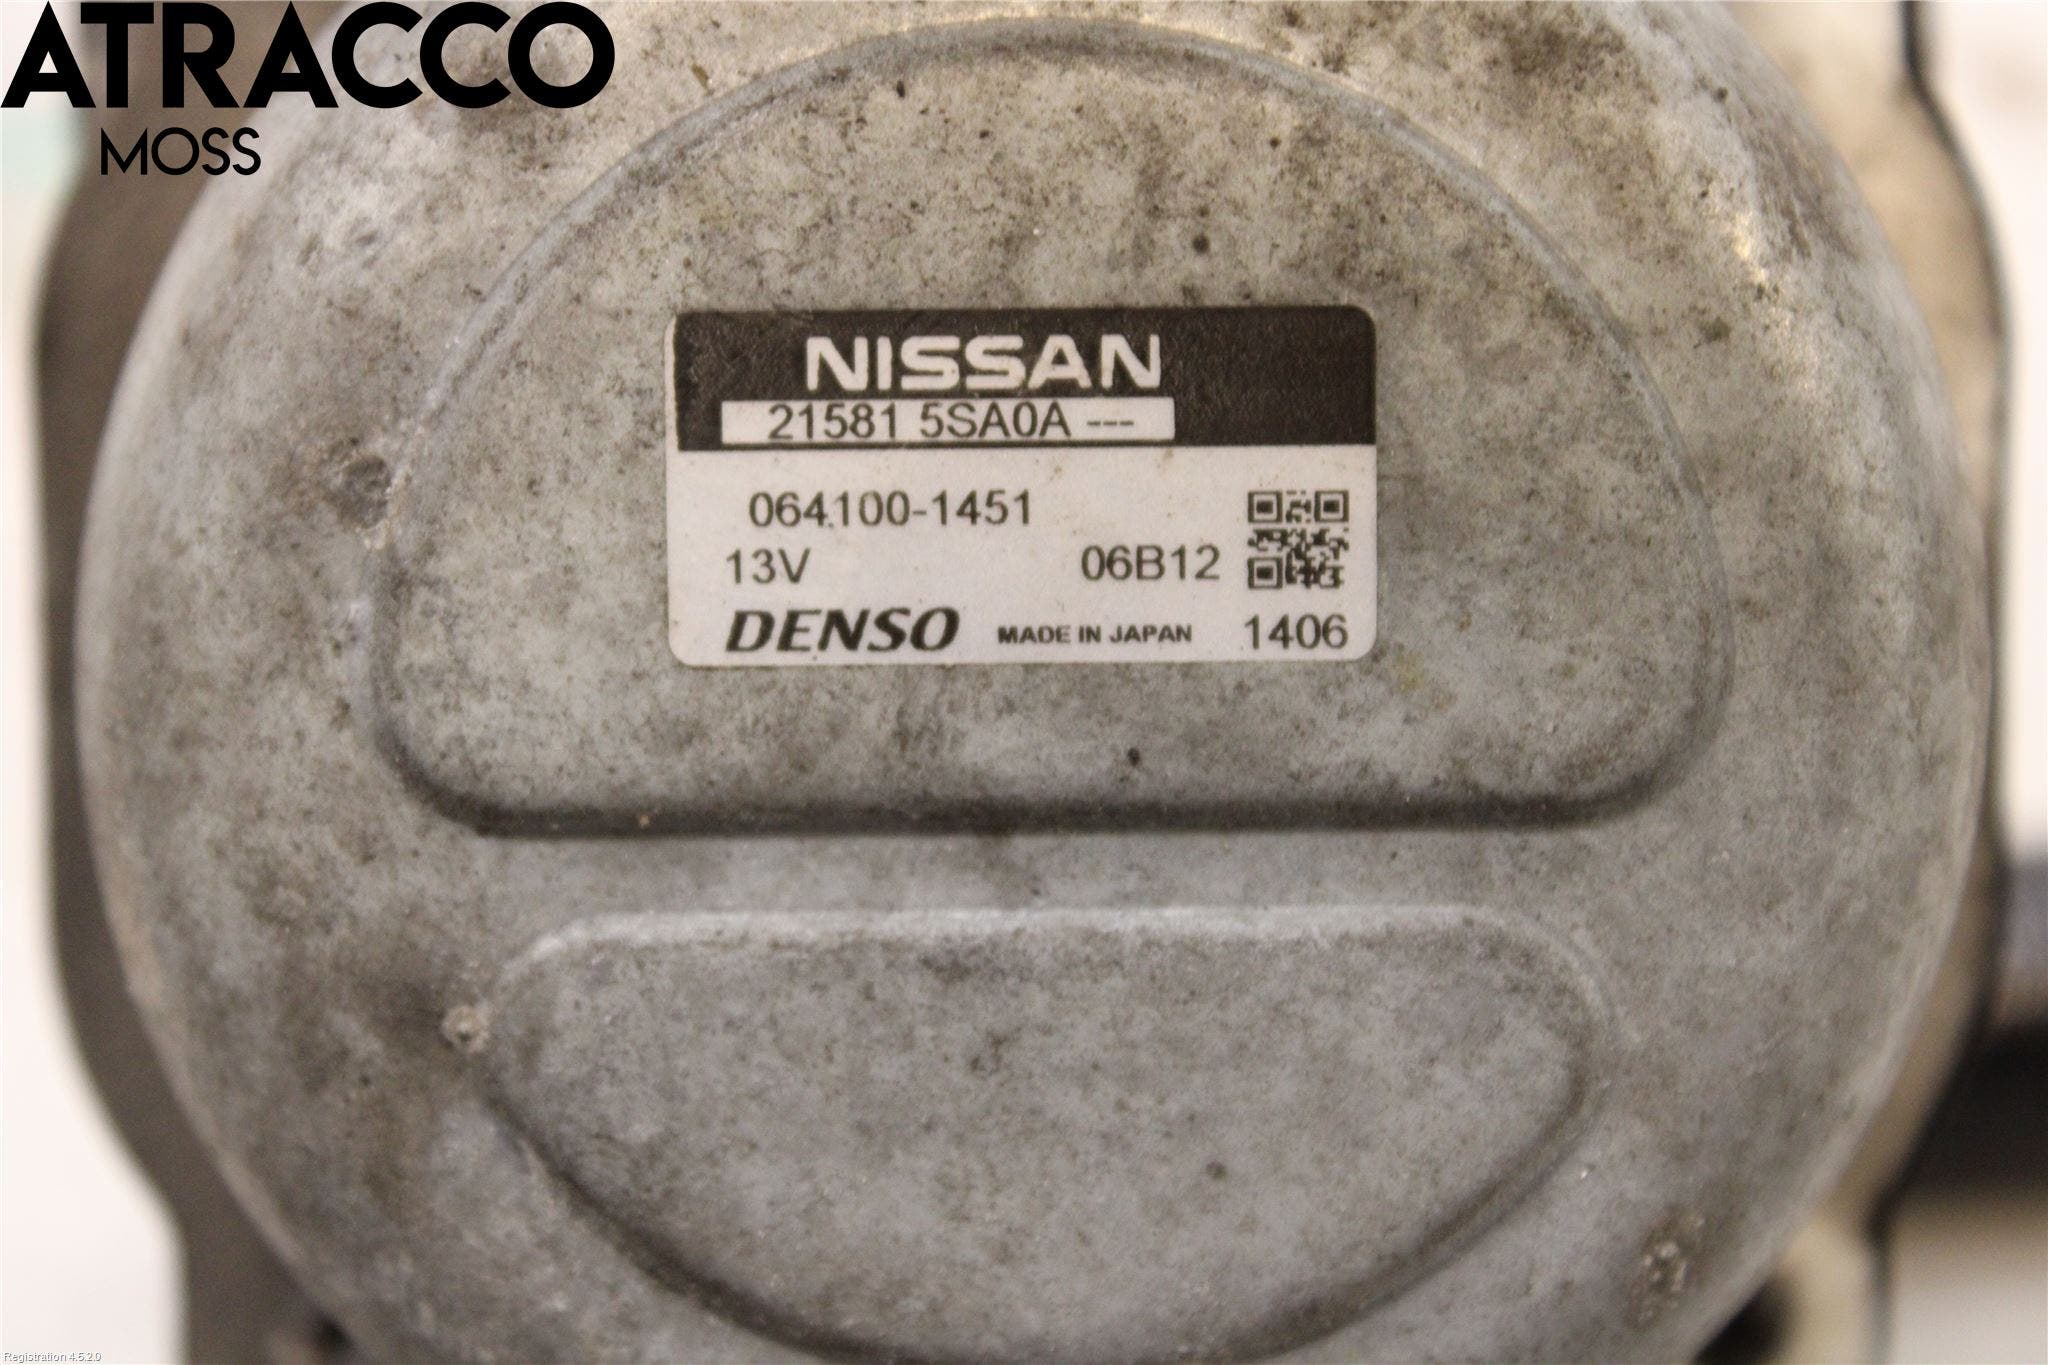 ATRACCO
MOSS
NISSAN
21581 5SA0A ---
064100-1451
13V 06B12
DENSO MADE IN JAPAN 1406
Registration 4.5.2.0